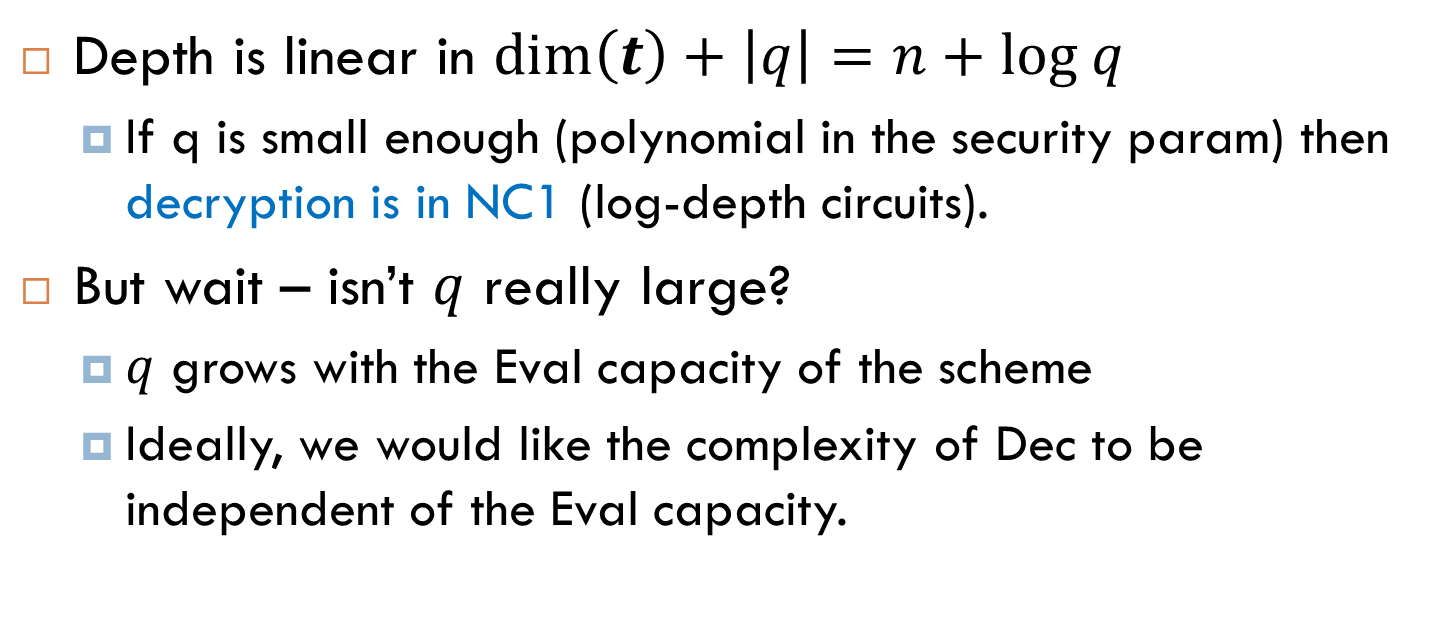 Depth is linear in dim(t) + |q| = n + log q
If q is small enough (polynomial in the security param) then
decryption is in NC1 (log-depth circuits).
But wait – isn't q really large?
q grows with the Eval capacity of the scheme
Ideally, we would like the complexity of Dec to be
independent of the Eval capacity.